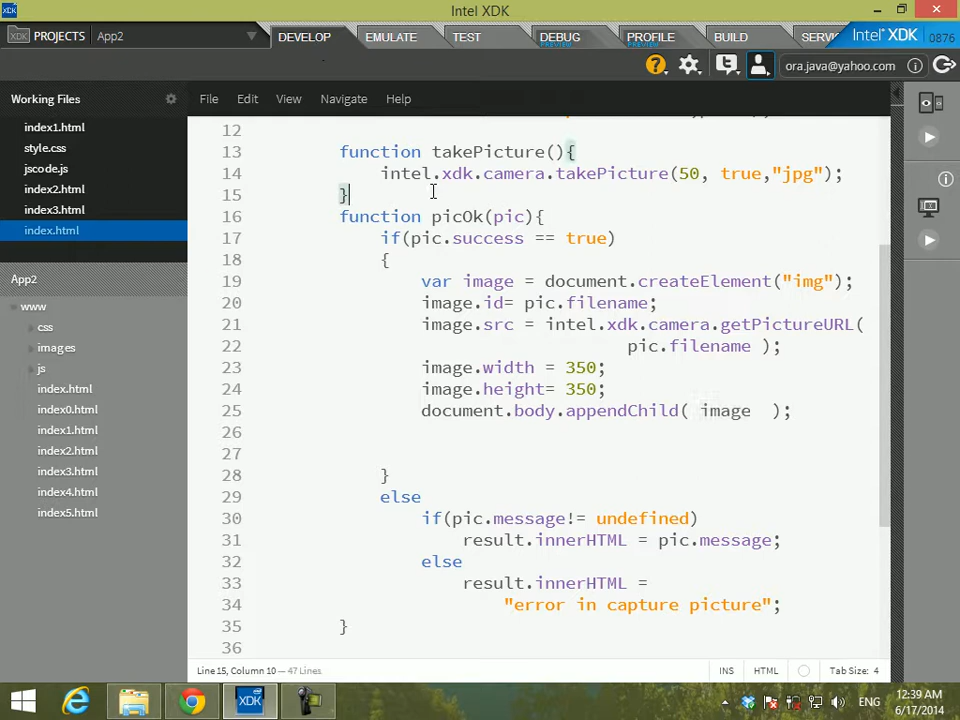 Intel XDK
XDK PROJECTS App2 DEVELOP EMULATE TEST DEBUG PREVIEW PROFILE PREVIEW BUILD SERV Intel® XDK 0876
ora.java@yahoo.com
Working Files
index1.html
style.css
jscode.js
index2.html
index3.html
index.html
App2
www
css
images
js
index.html
index0.html
index1.html
index2.html
index3.html
index4.html
index5.html
File Edit View Navigate Help
12
13 function takePicture(){
14 intel.xdk.camera.takePicture(50, true,"jpg");
15 }
16 function picOk(pic){
17 if(pic.success == true)
18 {
19 var image = document.createElement("img");
20 image.id= pic.filename;
21 image.src = intel.xdk.camera.getPictureURL(
22 pic.filename );
23 image.width = 350;
24 image.height= 350;
25 document.body.appendChild( image );
26
27
28 }
29 else
30 if(pic.message!= undefined)
31 result.innerHTML = pic.message;
32 else
33 result.innerHTML =
34 "error in capture picture";
35 }
36
Line 15, Column 10 — 47 Lines INS HTML Tab Size: 4
ENG
12:39 AM
6/17/2014